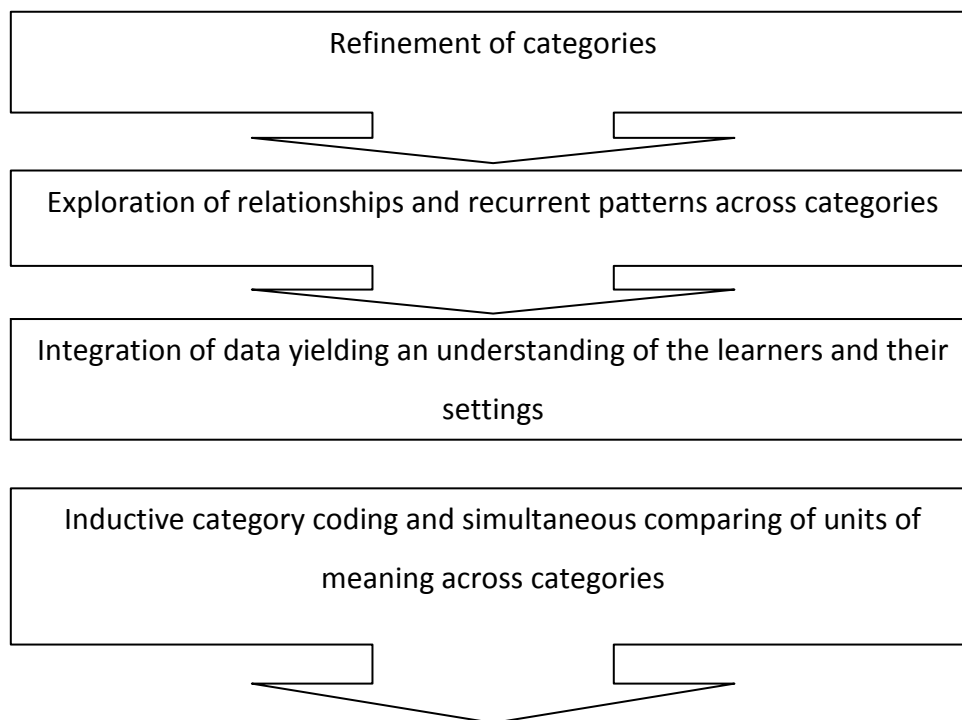 Refinement of categories
Exploration of relationships and recurrent patterns across categories
Integration of data yielding an understanding of the learners and their
settings
Inductive category coding and simultaneous comparing of units of
meaning across categories